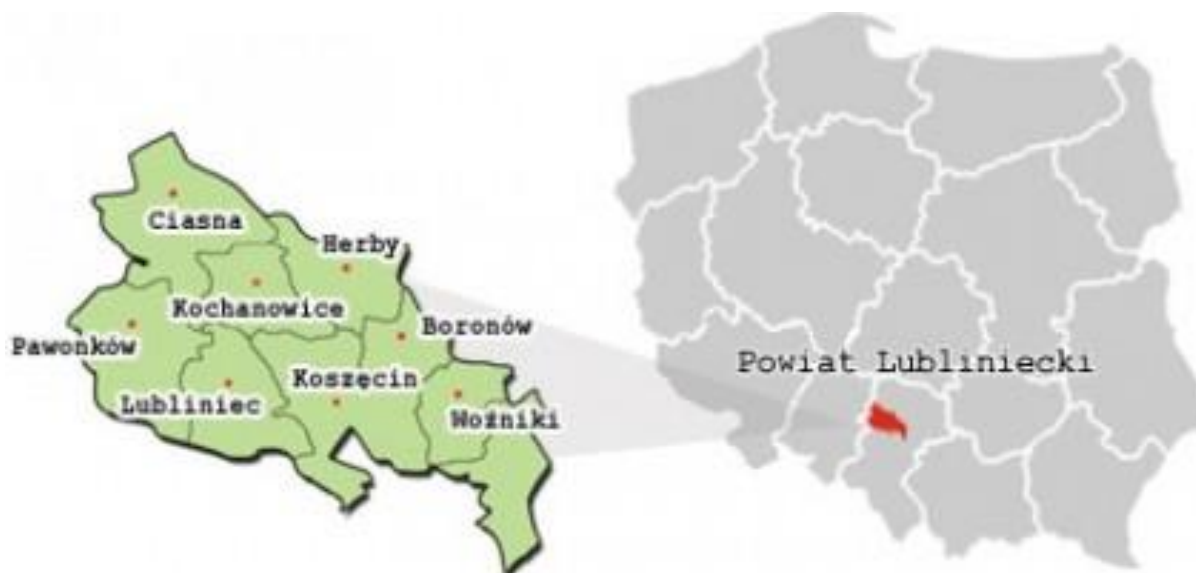 Ciasna
Herby
Kochanowice
Boronów
Pawonków
Koszęcin
Lubliniec
Woźniki
Powiat Lubliniecki